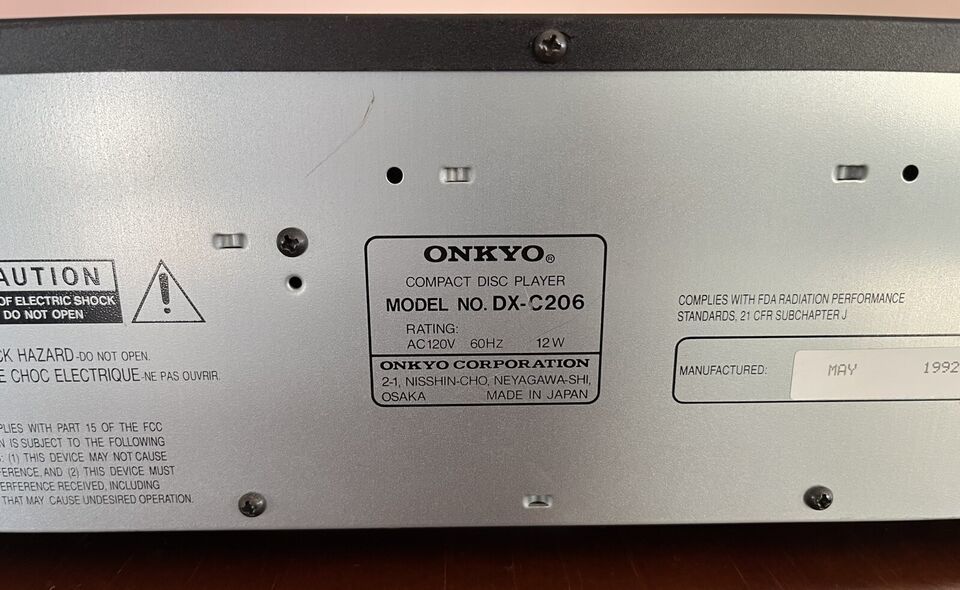 AUTION
OF ELECTRIC SHOCK
DO NOT OPEN
CK HAZARD-DO NOT OPEN.
E CHOC ELECTRIQUE-NE PAS OUVRIR.
PLIES WITH PART 15 OF THE FCC
N IS SUBJECT TO THE FOLLOWING
: (1) THIS DEVICE MAY NOT CAUSE
FERENCE, AND (2) THIS DEVICE MUST
ERFERENCE RECEIVED, INCLUDING
THAT MAY CAUSE UNDESIRED OPERATION.
ONKYO®
COMPACT DISC PLAYER
MODEL NO. DX-C206
RATING:
AC120V 60HZ 12W
ONKYO CORPORATION
2-1, NISSHIN-CHO, NEYAGAWA-SHI,
OSAKA MADE IN JAPAN
COMPLIES WITH FDA RADIATION PERFORMANCE
STANDARDS, 21 CFR SUBCHAPTER J
MANUFACTURED: MAY 1992